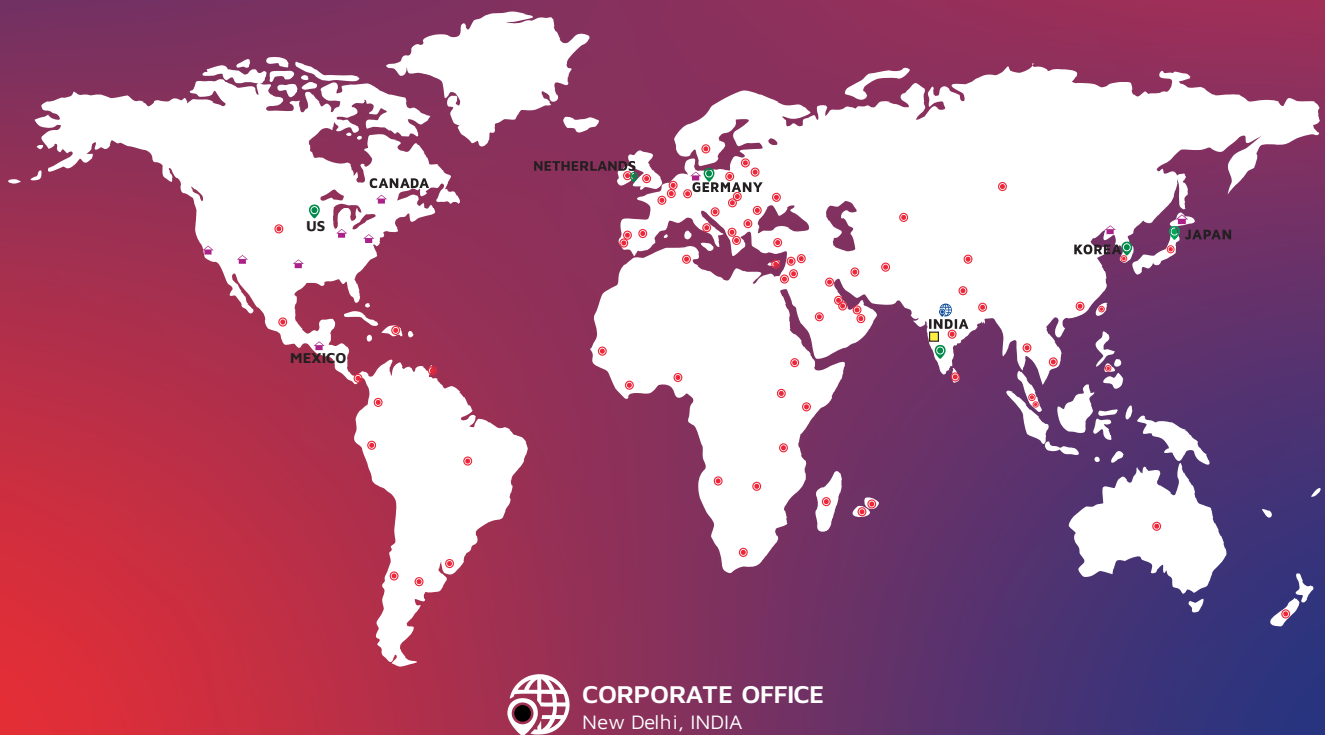 NETHERLANDS
CANADA
GERMANY
US
KOREA
JAPAN
INDIA
MEXICO
CORPORATE OFFICE
New Delhi, INDIA